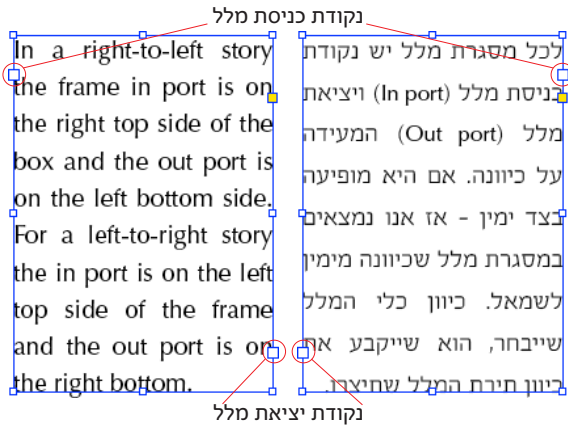 נקודת כניסת מלל
In a right-to-left story
the frame in port is on
the right top side of the
box and the out port is
on the left bottom side.
For a left-to-right story
the in port is on the left
top side of the frame
and the out port is on
the right bottom.
לכל מסגרת מלל יש נקודת
כניסת מלל (In port) ויציאת
מלל (Out port) המעידה
על כיוונה. אם היא מופיעה
בצד ימין - אז אנו נמצאים
במסגרת מלל שכיוונה מימין
לשמאל. כיוון כלי המלל
שייבחר, הוא שייקבע את
כיוון תיבת המלל שתיצרו.
נקודת יציאת מלל